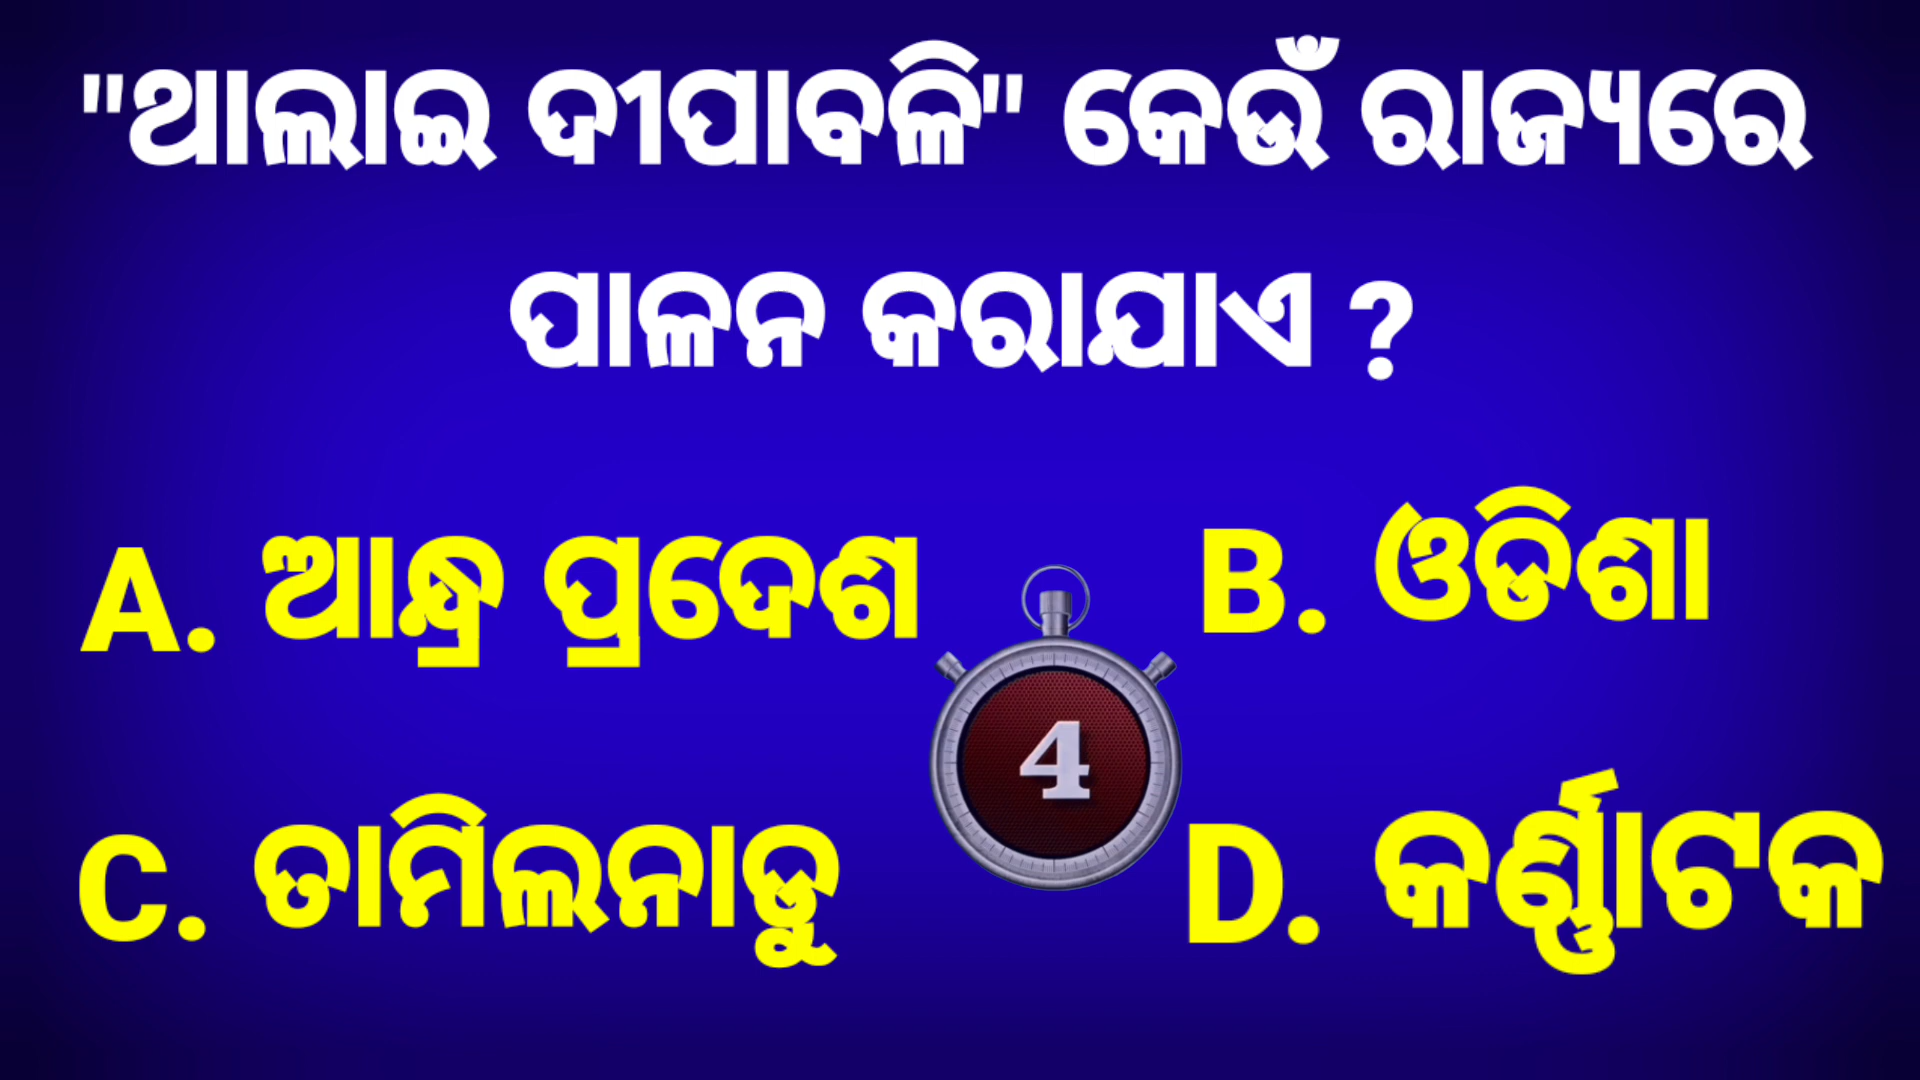 "ଥାଲାଇ ଦୀପାବଳି" କେଉଁ ରାଜ୍ୟରେ
ପାଳନ କରାଯାଏ ?
A. ଆନ୍ଧ୍ର ପ୍ରଦେଶ
B. ଓଡିଶା
4
C. ତାମିଲନାଡୁ
D. କର୍ଣ୍ଣାଟକ